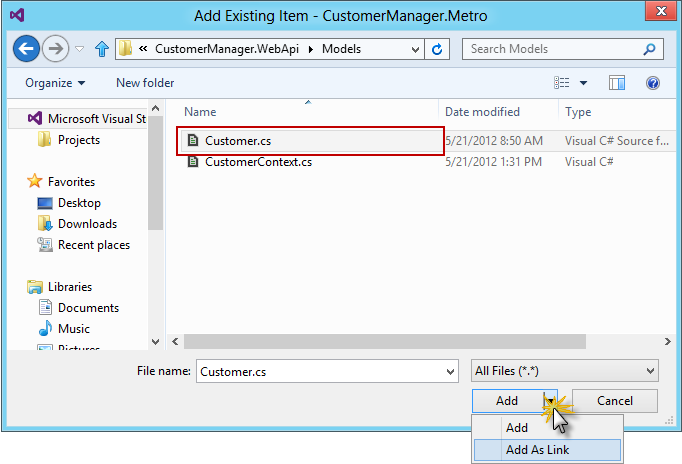 Add Existing Item - CustomerManager.Metro
« CustomerManager.WebApi Models
Search Models
Organize New folder
Name Date modified Type
Microsoft Visual St
Projects
Favorites
Desktop
Downloads
Recent places
Libraries
Documents
Music
Pictures
Customer.cs 5/21/2012 8:50 AM Visual C# Source f...
CustomerContext.cs 5/21/2012 1:31 PM Visual C#
File name: Customer.cs All Files (*.*)
Add Cancel
Add
Add As Link